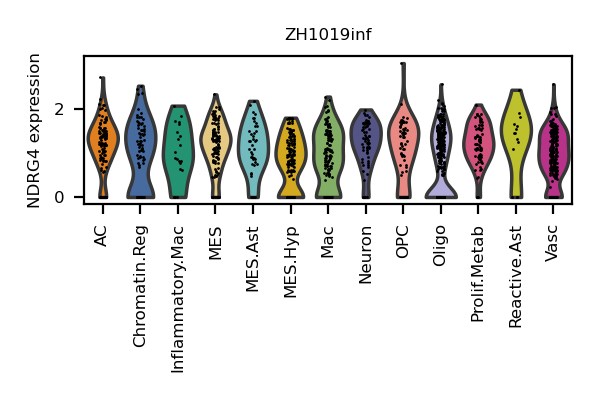 ZH1019inf
NDRG4 expression
2
0
AC
Chromatin.Reg
Inflammatory.Mac
MES
MES.Ast
MES.Hyp
Mac
Neuron
OPC
Oligo
Prolif.Metab
Reactive.Ast
Vasc